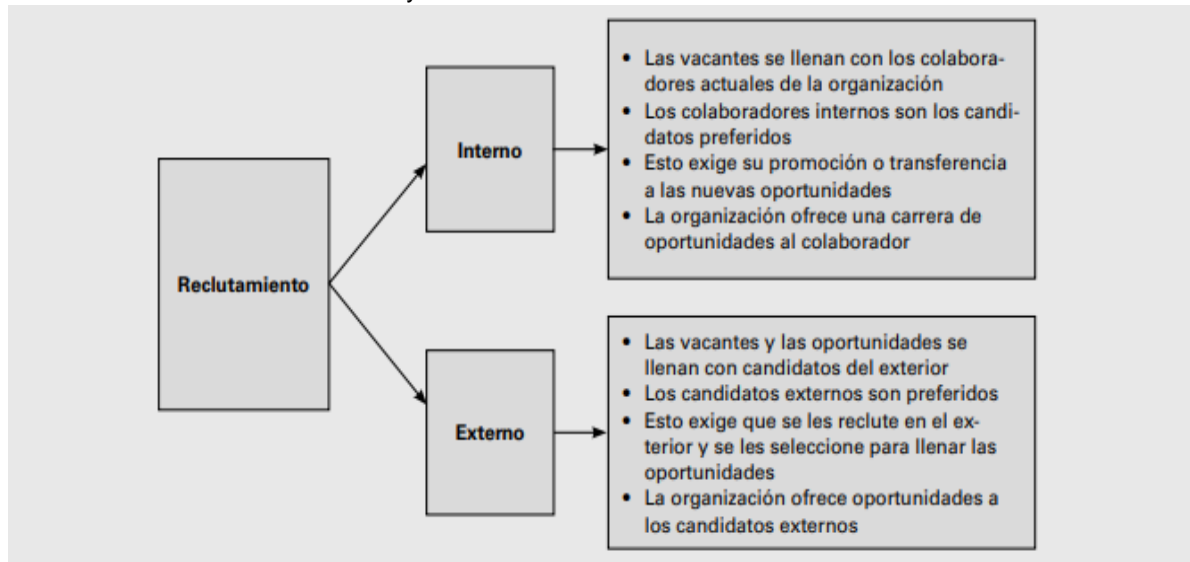 Reclutamiento
Interno
• Las vacantes se llenan con los colabora-
dores actuales de la organización
• Los colaboradores internos son los candi-
datos preferidos
• Esto exige su promoción o transferencia
a las nuevas oportunidades
• La organización ofrece una carrera de
oportunidades al colaborador
Externo
• Las vacantes y las oportunidades se
llenan con candidatos del exterior
• Los candidatos externos son preferidos
• Esto exige que se les reclute en el ex-
terior y se les seleccione para llenar las
oportunidades
• La organización ofrece oportunidades a
los candidatos externos